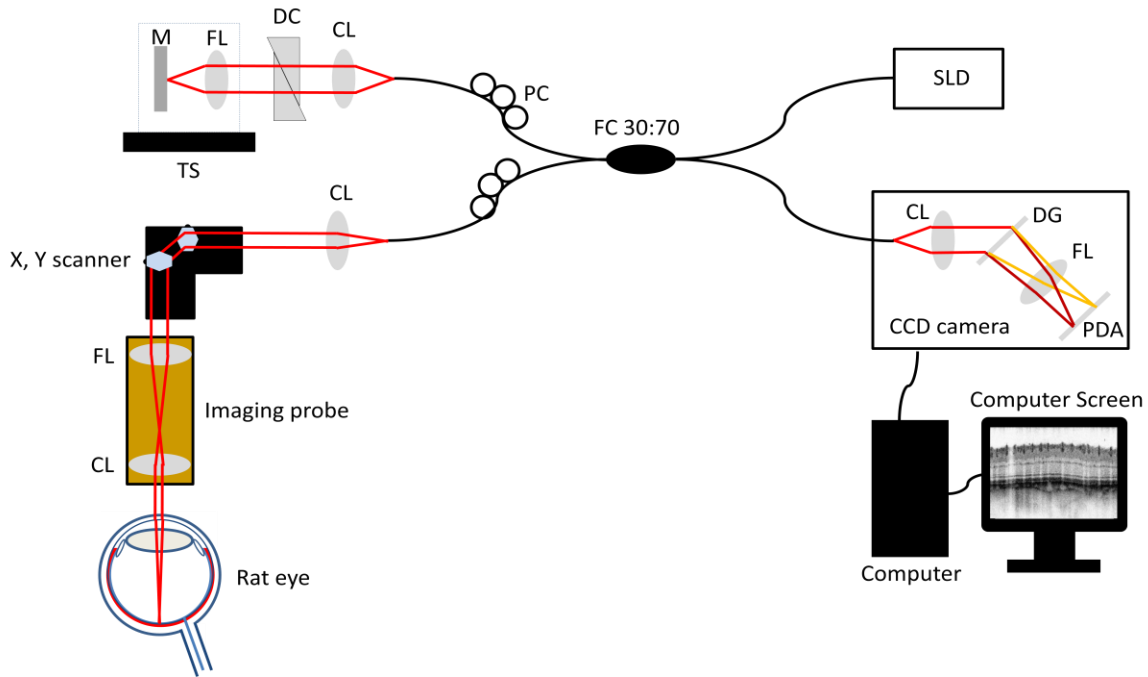 M
FL
DC
CL
PC
SLD
FC 30:70
TS
CL
X, Y scanner
CL
DG
FL
PDA
CCD camera
FL
Imaging probe
CL
Computer Screen
Rat eye
Computer